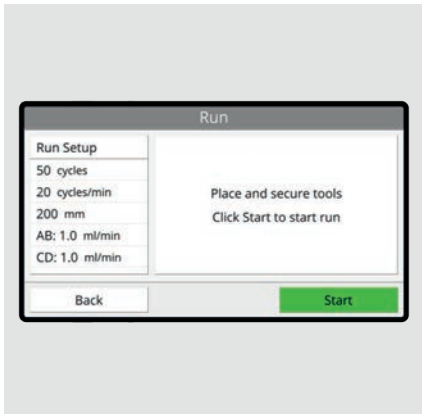 Run
Run Setup
50 cycles
20 cycles/min
200 mm
AB: 1.0 ml/min
CD: 1.0 ml/min
Place and secure tools
Click Start to start run
Back
Start